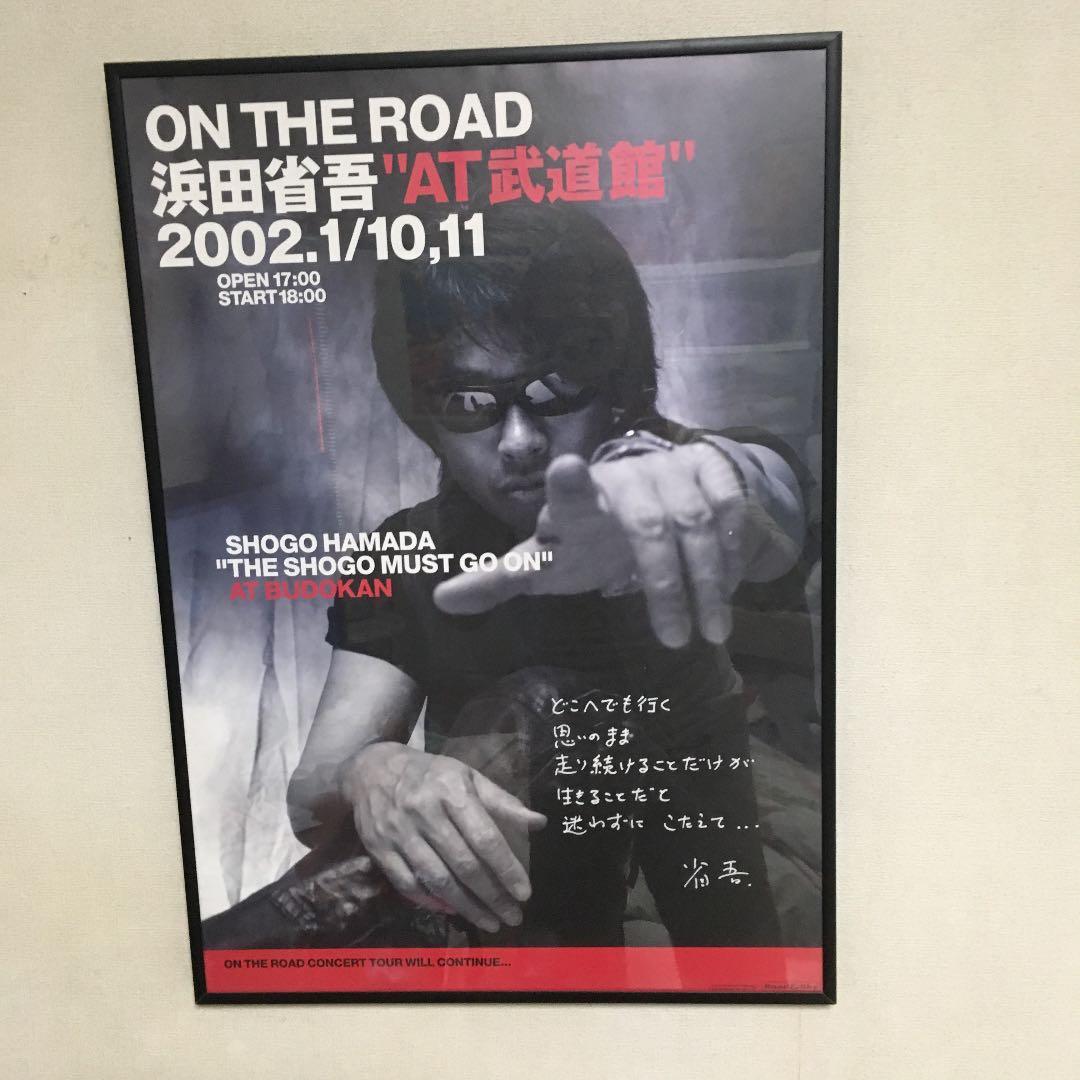 ON THE ROAD
浜田省吾"AT 武道館"
2002.1/10,11
OPEN 17:00
START 18:00
SHOGO HAMADA
"THE SHOGO MUST GO ON"
AT BUDOKAN
どこへでも行く
思いのまま
走り続けることだけが
生きることだと
迷わずに こたえて...
省吾.
ON THE ROAD CONCERT TOUR WILL CONTINUE...